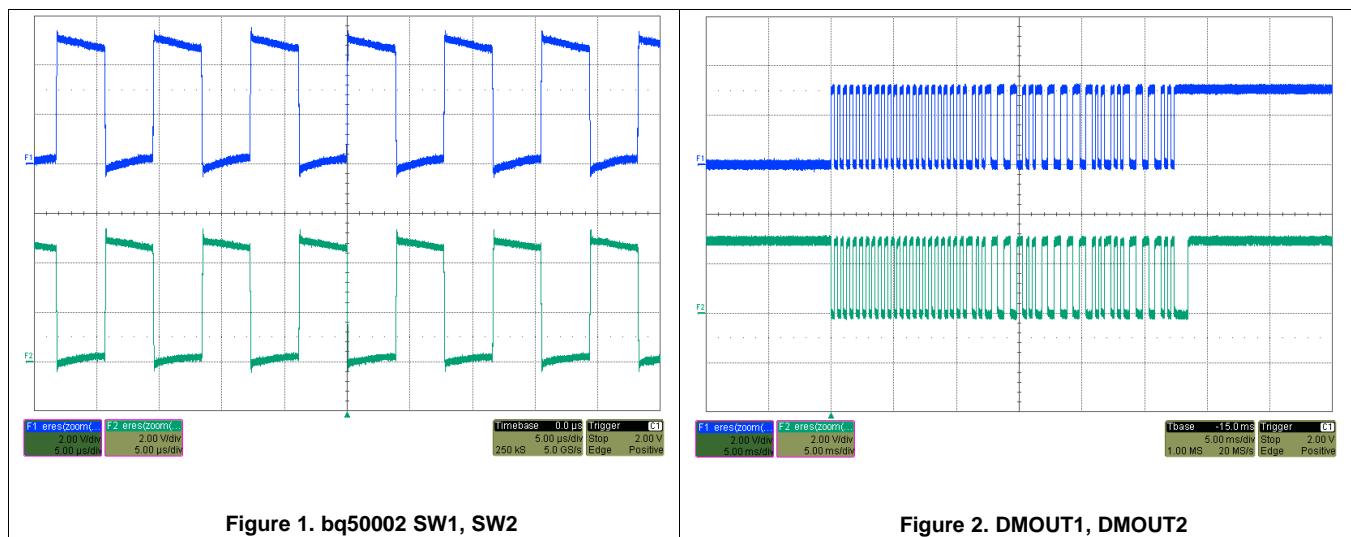 F1
F2
F1 eres(zoom(...
2.00 V/div
5.00 µs/div
F2 eres(zoom(...
2.00 V/div
5.00 µs/div
Timebase 0.0 µs
5.00 µs/div
250 kS 5.0 GS/s
Trigger C1
Stop 2.00 V
Edge Positive
Figure 1. bq50002 SW1, SW2
F1
F2
F1 eres(zoom(...
2.00 V/div
5.00 ms/div
F2 eres(zoom(...
2.00 V/div
5.00 ms/div
Tbase -15.0 ms
5.00 ms/div
1.00 MS 20 MS/s
Trigger C1
Stop 2.00 V
Edge Positive
Figure 2. DMOUT1, DMOUT2